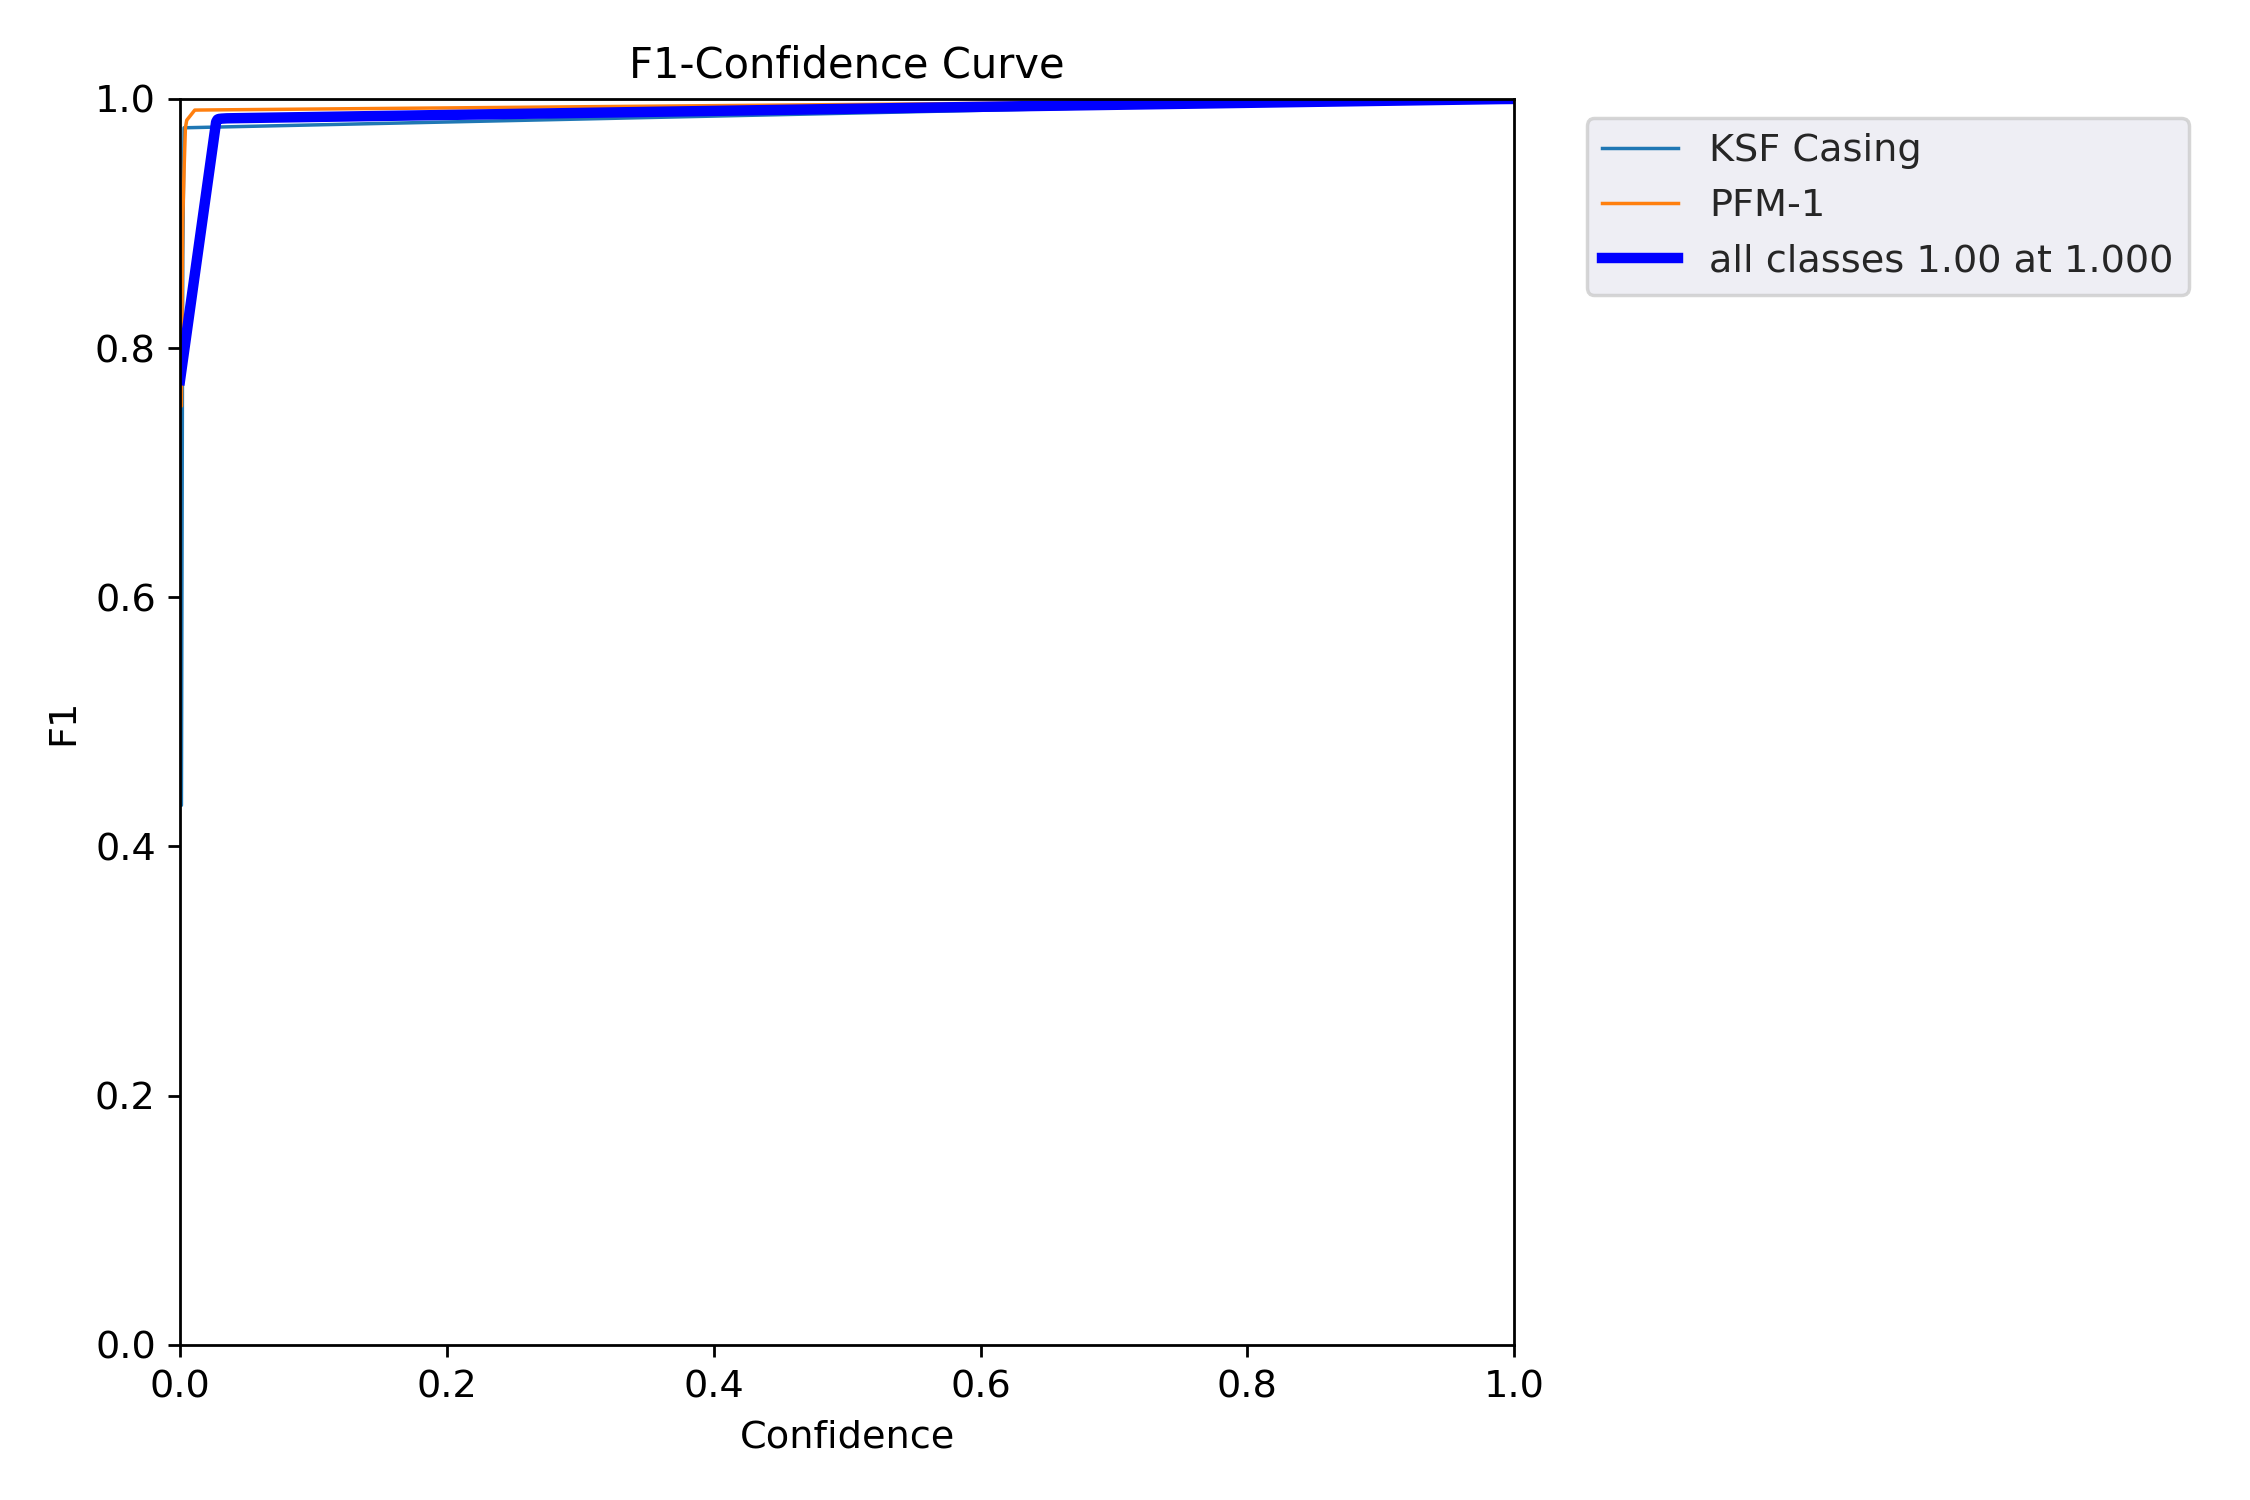 F1-Confidence Curve
1.0
0.8
0.6
0.4
0.2
0.0
F1
0.0 0.2 0.4 0.6 0.8 1.0
Confidence
KSF Casing
PFM-1
all classes 1.00 at 1.000